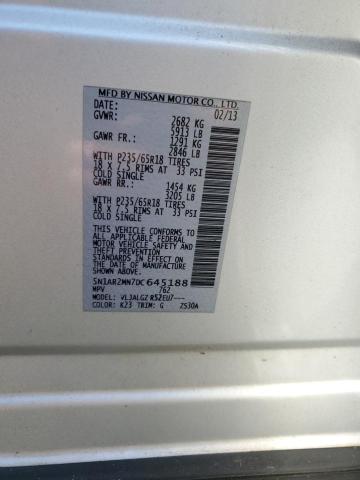 MFD BY NISSAN MOTOR CO., LTD.
DATE: 02/13
GVWR: 2682 KG
5913 LB
GAWR FR: 1291 KG
2846 LB
WITH P235/65R18 TIRES
18 X 7.5 RIMS AT 33 PSI
COLD SINGLE
GAWR RR: 1454 KG
3205 LB
WITH P235/65R18 TIRES
18 X 7.5 RIMS AT 33 PSI
COLD SINGLE
THIS VEHICLE CONFORMS TO
ALL APPLICABLE FEDERAL
MOTOR VEHICLE SAFETY AND
THEFT PREVENTION
STANDARDS IN EFFECT ON
THE DATE OF MANUFACTURE
SHOWN ABOVE.
5N1AR2MN7DC645188
MPV 762
MODEL: VLJALGZ R52EU7---
COLOR: K23 TRIM: G ZS30A